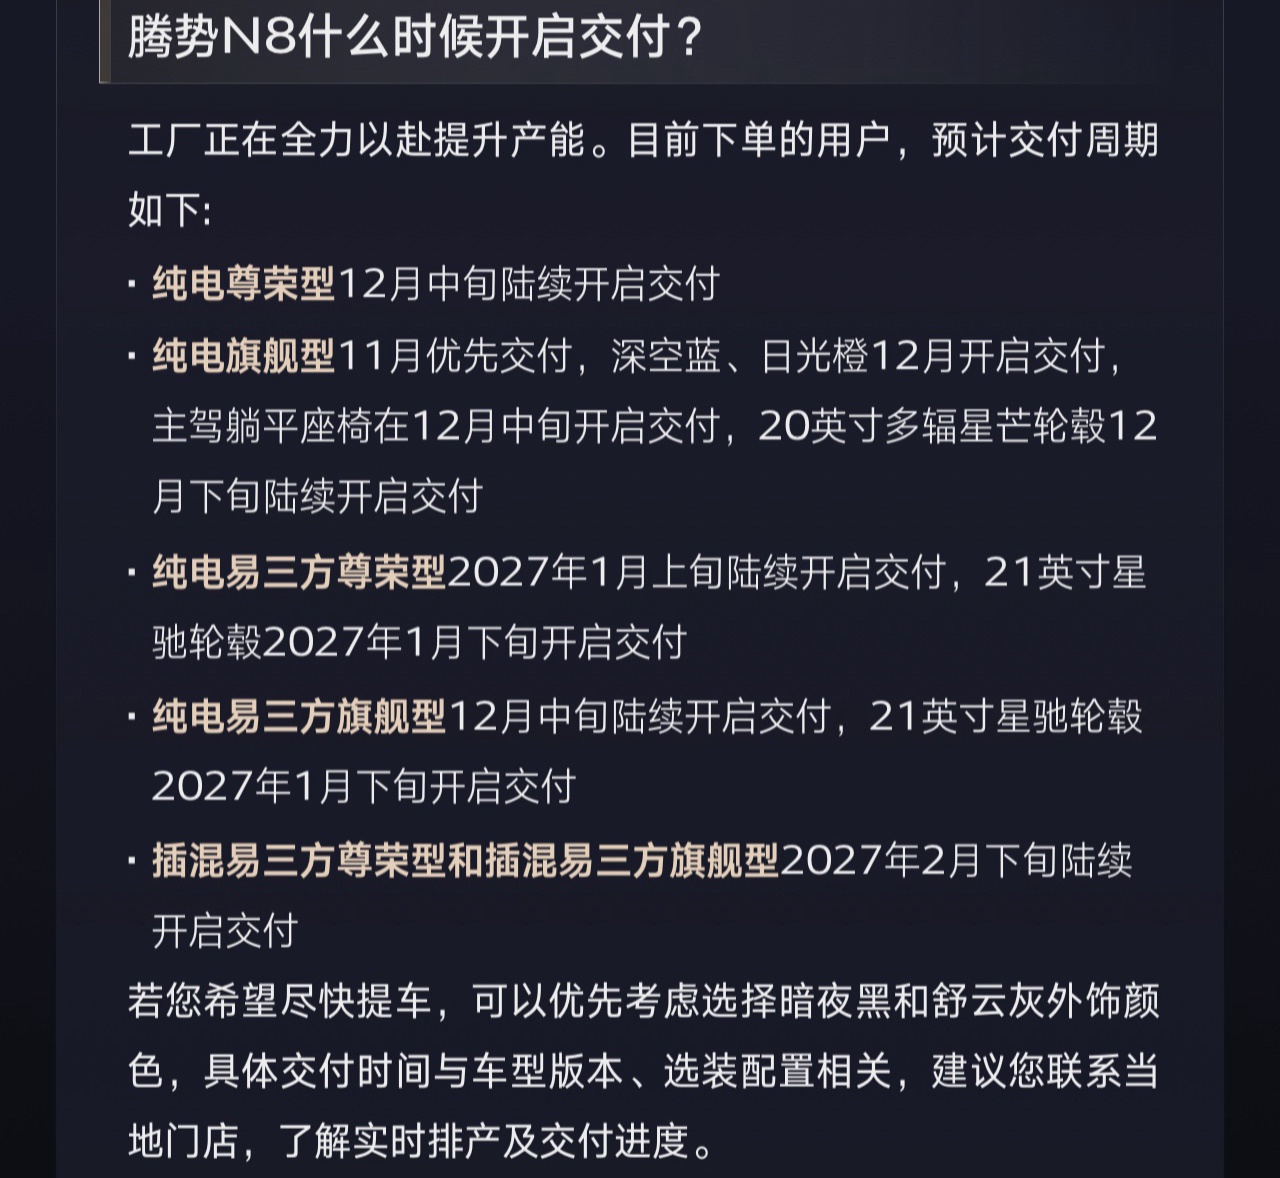 腾势N8什么时候开启交付？
工厂正在全力以赴提升产能。目前下单的用户，预计交付周期
如下:
· 纯电尊荣型12月中旬陆续开启交付
· 纯电旗舰型11月优先交付，深空蓝、日光橙12月开启交付，
主驾躺平座椅在12月中旬开启交付，20英寸多辐星芒轮毂12
月下旬陆续开启交付
· 纯电易三方尊荣型2027年1月上旬陆续开启交付，21英寸星
驰轮毂2027年1月下旬开启交付
· 纯电易三方旗舰型12月中旬陆续开启交付，21英寸星驰轮毂
2027年1月下旬开启交付
· 插混易三方尊荣型和插混易三方旗舰型2027年2月下旬陆续
开启交付
若您希望尽快提车，可以优先考虑选择暗夜黑和舒云灰外饰颜
色，具体交付时间与车型版本、选装配置相关，建议您联系当
地门店，了解实时排产及交付进度。